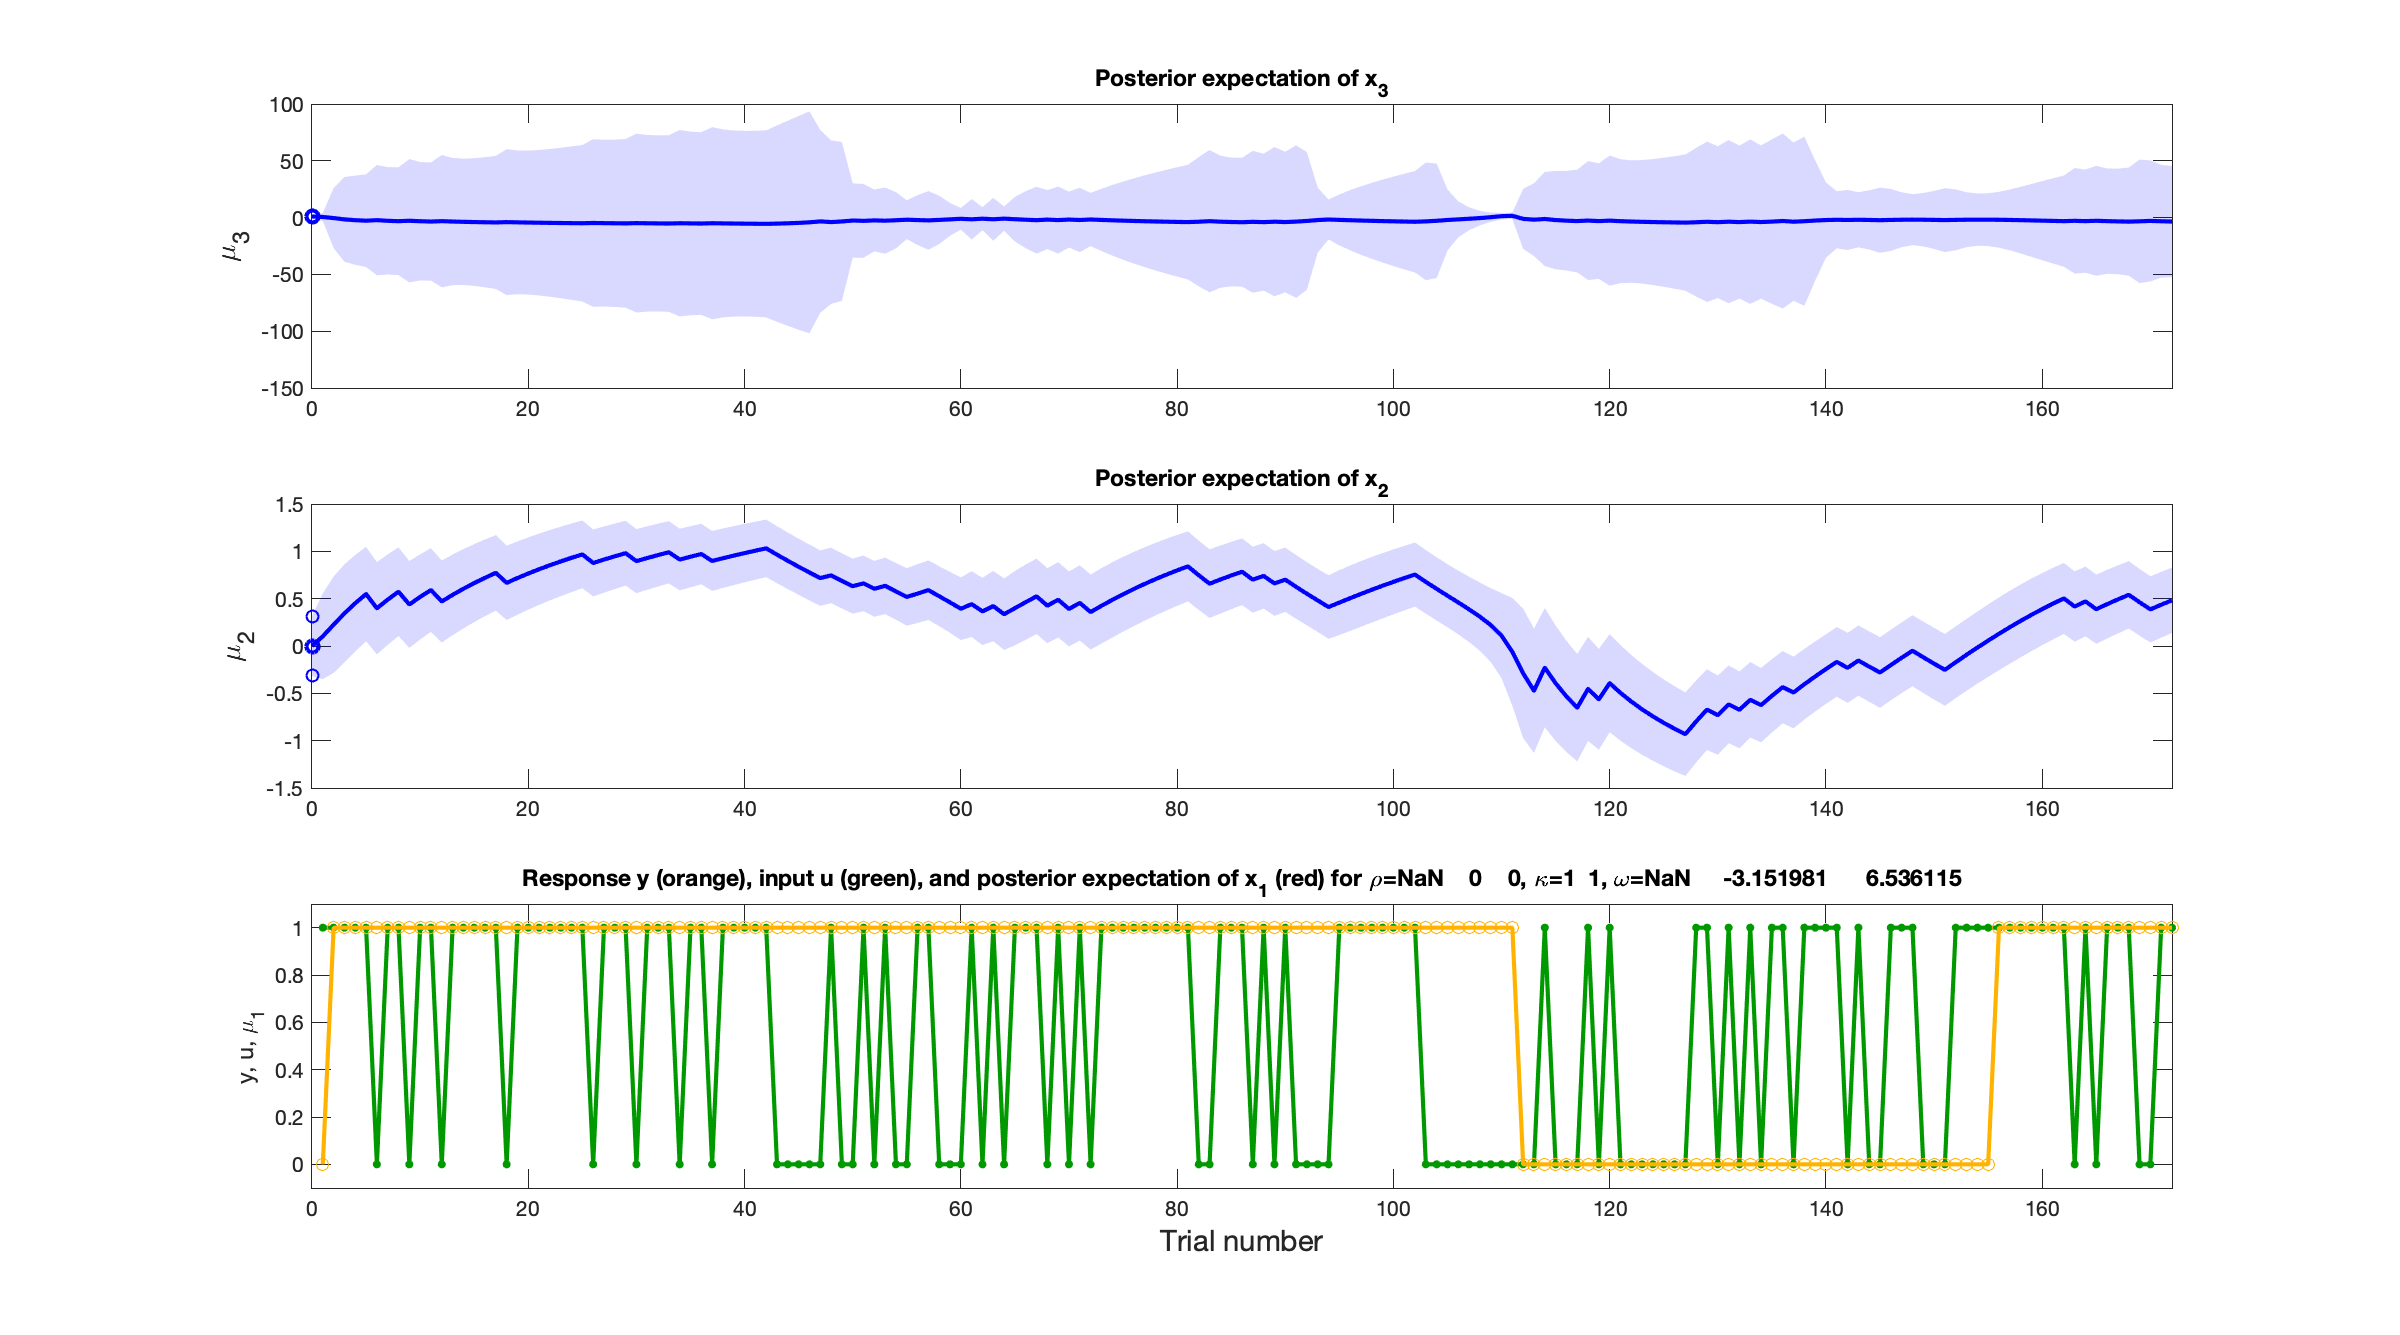 Posterior expectation of x3
μ3
100
50
0
-50
-100
-150
0 20 40 60 80 100 120 140 160
Posterior expectation of x2
μ2
1.5
1
0.5
0
-0.5
-1
-1.5
0 20 40 60 80 100 120 140 160
Response y (orange), input u (green), and posterior expectation of x1 (red) for ρ=NaN 0 0, κ=1 1, ω=NaN -3.151981 6.536115
y, u, μ1
1
0.8
0.6
0.4
0.2
0
0 20 40 60 80 100 120 140 160
Trial number